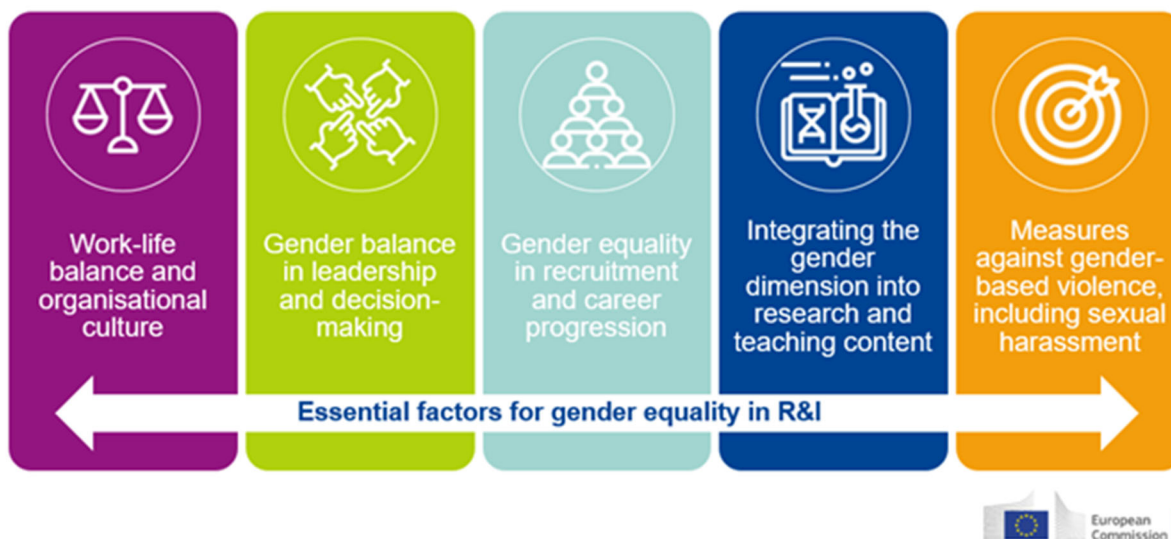 Work-life
balance and
organisational
culture
Gender balance
in leadership
and decision-
making
Gender equality
in recruitment
and career
progression
Integrating the
gender
dimension into
research and
teaching content
Measures
against gender-
based violence,
including sexual
harassment
Essential factors for gender equality in R&I
European
Commission